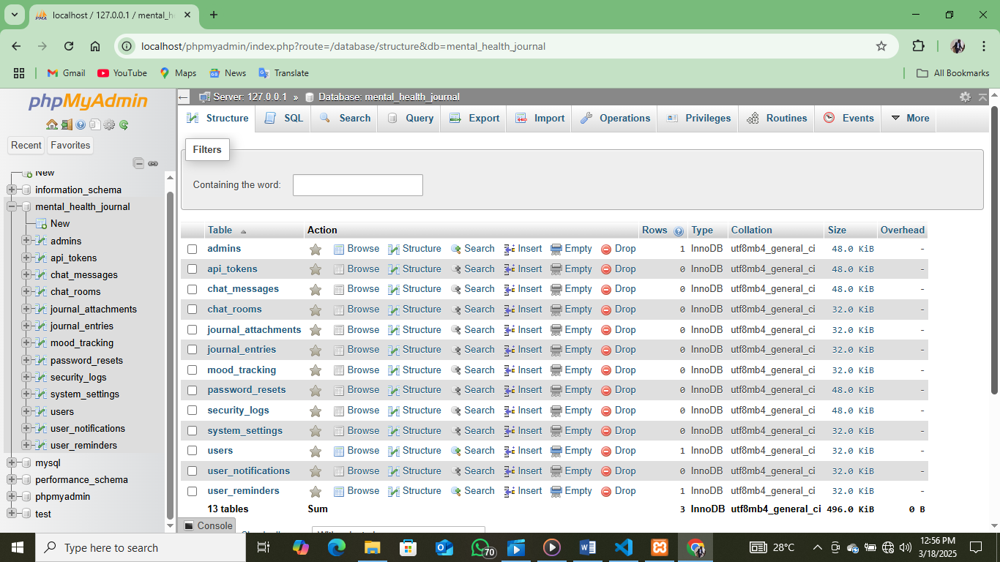 localhost / 127.0.0.1 / mental_h
localhost/phpmyadmin/index.php?route=/database/structure&db=mental_health_journal
Gmail YouTube Maps News Translate All Bookmarks
phpMyAdmin
Recent Favorites
New
information_schema
mental_health_journal
New
admins
api_tokens
chat_messages
chat_rooms
journal_attachments
journal_entries
mood_tracking
password_resets
security_logs
system_settings
users
user_notifications
user_reminders
mysql
performance_schema
phpmyadmin
test
Server: 127.0.0.1 » Database: mental_health_journal
Structure SQL Search Query Export Import Operations Privileges Routines Events More
Filters
Containing the word:
Table Action Rows Type Collation Size Overhead
admins Browse Structure Search Insert Empty Drop 1 InnoDB utf8mb4_general_ci 48.0 KiB -
api_tokens Browse Structure Search Insert Empty Drop 0 InnoDB utf8mb4_general_ci 48.0 KiB -
chat_messages Browse Structure Search Insert Empty Drop 0 InnoDB utf8mb4_general_ci 48.0 KiB -
chat_rooms Browse Structure Search Insert Empty Drop 0 InnoDB utf8mb4_general_ci 32.0 KiB -
journal_attachments Browse Structure Search Insert Empty Drop 0 InnoDB utf8mb4_general_ci 32.0 KiB -
journal_entries Browse Structure Search Insert Empty Drop 0 InnoDB utf8mb4_general_ci 32.0 KiB -
mood_tracking Browse Structure Search Insert Empty Drop 0 InnoDB utf8mb4_general_ci 32.0 KiB -
password_resets Browse Structure Search Insert Empty Drop 0 InnoDB utf8mb4_general_ci 48.0 KiB -
security_logs Browse Structure Search Insert Empty Drop 0 InnoDB utf8mb4_general_ci 48.0 KiB -
system_settings Browse Structure Search Insert Empty Drop 0 InnoDB utf8mb4_general_ci 32.0 KiB -
users Browse Structure Search Insert Empty Drop 1 InnoDB utf8mb4_general_ci 32.0 KiB -
user_notifications Browse Structure Search Insert Empty Drop 0 InnoDB utf8mb4_general_ci 32.0 KiB -
user_reminders Browse Structure Search Insert Empty Drop 1 InnoDB utf8mb4_general_ci 32.0 KiB -
13 tables Sum 3 InnoDB utf8mb4_general_ci 496.0 KiB 0 B
Console
Type here to search 70 28°C 12:56 PM
3/18/2025